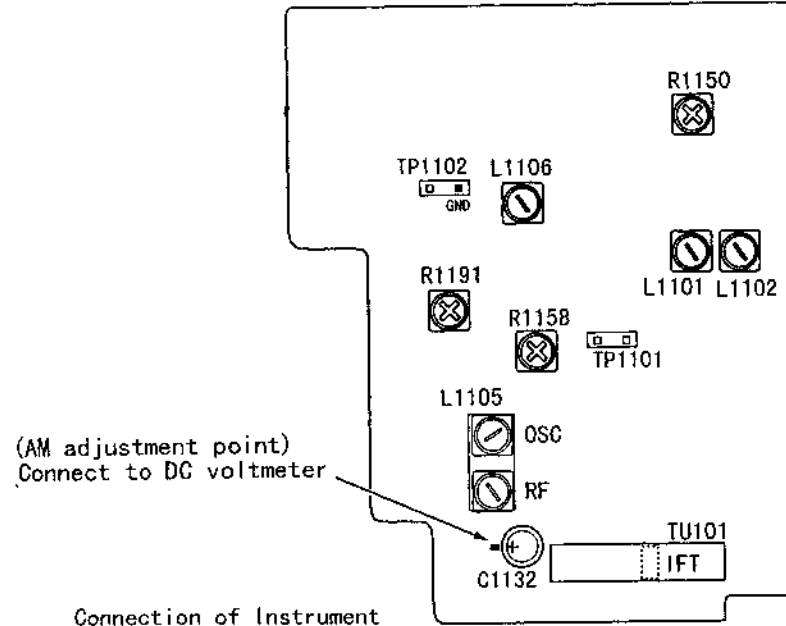 R1150
TP1102 L1106
GND
L1101 L1102
R1191
R1158
TP1101
L1105
OSC
(AM adjustment point)
Connect to DC voltmeter
RF
TU101
IFT
C1132
Connection of Instrument